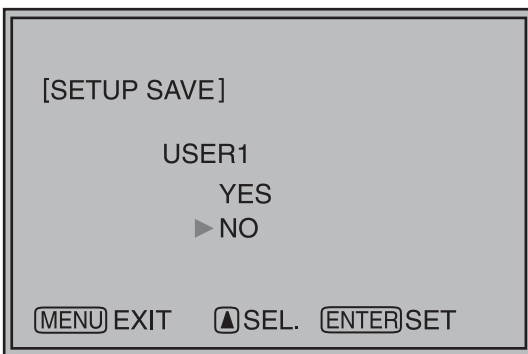 [SETUP SAVE]
USER1
YES
▶NO
MENU EXIT ▲ SEL. ENTER SET